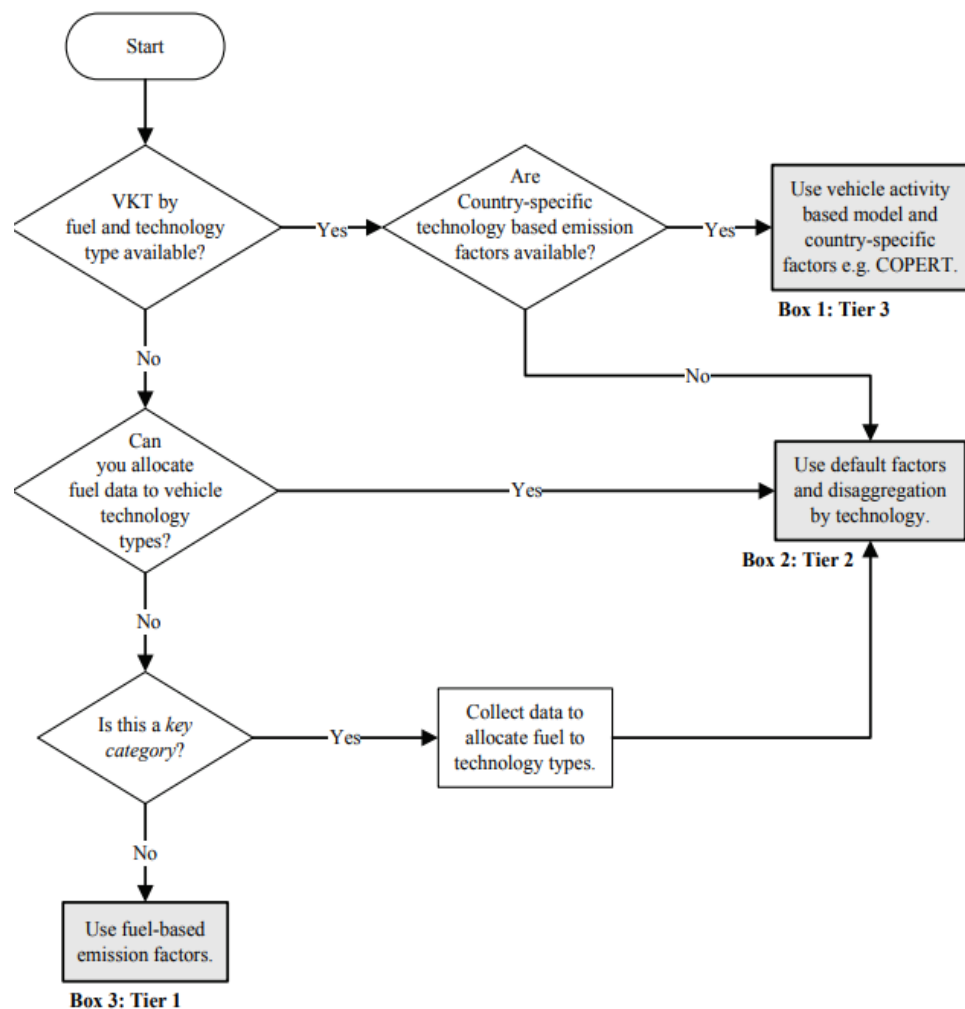 Start
VKT by
fuel and technology
type available?
Yes
Are
Country-specific
technology based emission
factors available?
Yes
Use vehicle activity
based model and
country-specific
factors e.g. COPERT.
Box 1: Tier 3
No
No
Can
you allocate
fuel data to vehicle
technology
types?
Yes
Use default factors
and disaggregation
by technology.
Box 2: Tier 2
No
Is this a key
category?
Yes
Collect data to
allocate fuel to
technology types.
No
Use fuel-based
emission factors.
Box 3: Tier 1